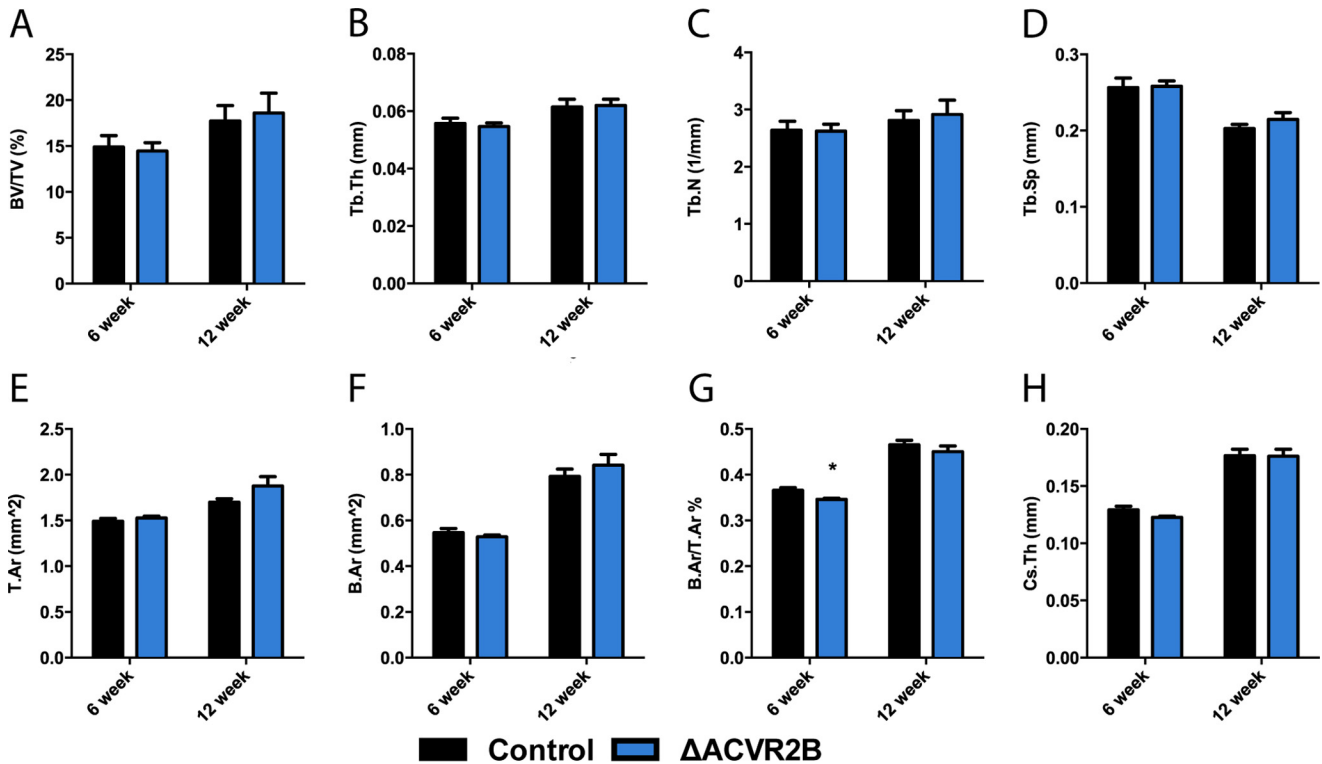 A
BV/TV (%)
25
20
15
10
5
0
6 week
12 week
B
Tb.Th (mm)
0.08
0.06
0.04
0.02
0.00
6 week
12 week
C
Tb.N (1/mm)
4
3
2
1
0
6 week
12 week
D
Tb.Sp (mm)
0.3
0.2
0.1
0.0
6 week
12 week
E
T.Ar (mm^2)
2.5
2.0
1.5
1.0
0.5
0.0
6 week
12 week
F
B.Ar (mm^2)
1.0
0.8
0.6
0.4
0.2
0.0
6 week
12 week
G
B.Ar/T.Ar %
0.5
0.4
0.3
0.2
0.1
0.0
*
6 week
12 week
H
Cs.Th (mm)
0.20
0.15
0.10
0.05
0.00
6 week
12 week
Control ΔACVR2B